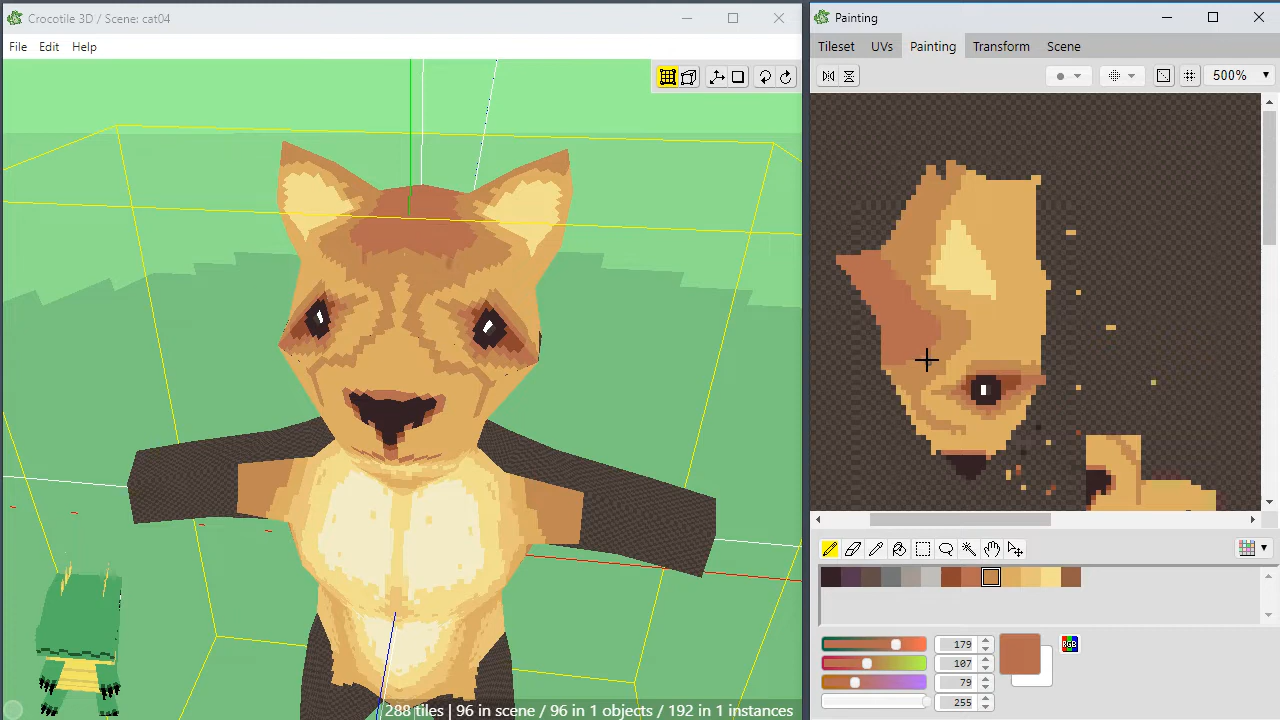 Crocotile 3D / Scene: cat04
File Edit Help
288 tiles | 96 in scene / 96 in 1 objects / 192 in 1 instances
Painting
Tileset UVs Painting Transform Scene
500%
179
107
79
255
RGB